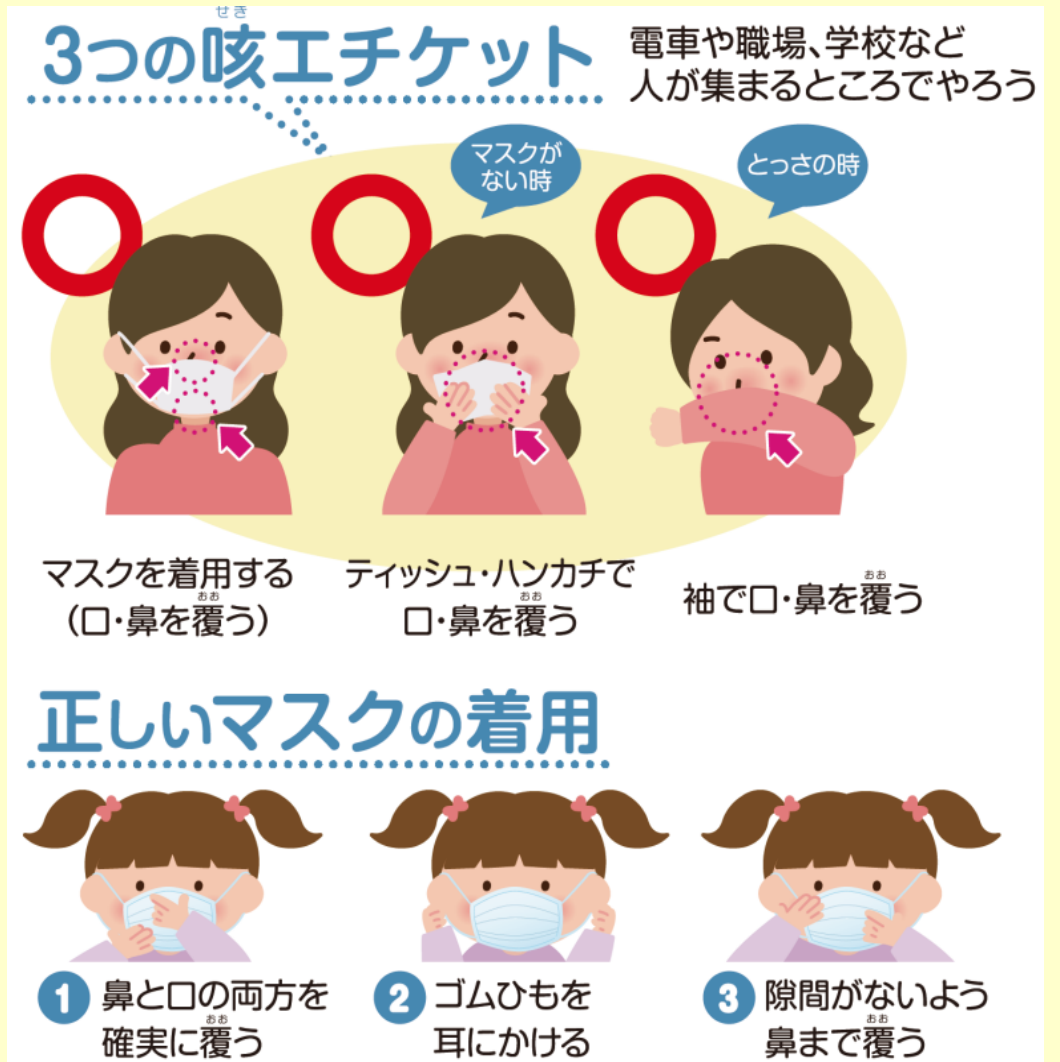 せき
3つの咳エチケット
電車や職場、学校など
人が集まるところでやろう
マスクが
ない時
とっさの時
マスクを着用する
おお
(口・鼻を覆う)
ティッシュ・ハンカチで
おお
口・鼻を覆う
おお
袖で口・鼻を覆う
正しいマスクの着用
1 鼻と口の両方を
おお
確実に覆う
2 ゴムひもを
耳にかける
3 隙間がないよう
おお
鼻まで覆う